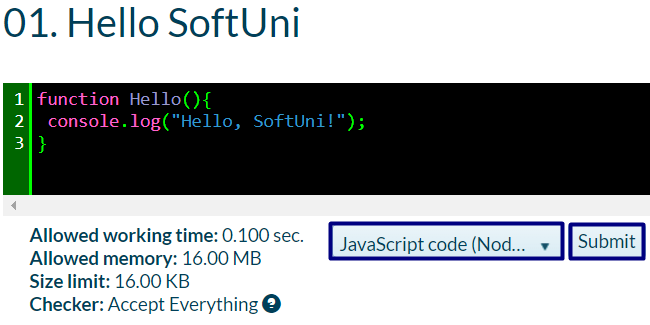 01. Hello SoftUni
1 function Hello(){
2 console.log("Hello, SoftUni!");
3 }
Allowed working time: 0.100 sec.
Allowed memory: 16.00 MB
Size limit: 16.00 KB
Checker: Accept Everything ?
JavaScript code (Nod... ▼ Submit